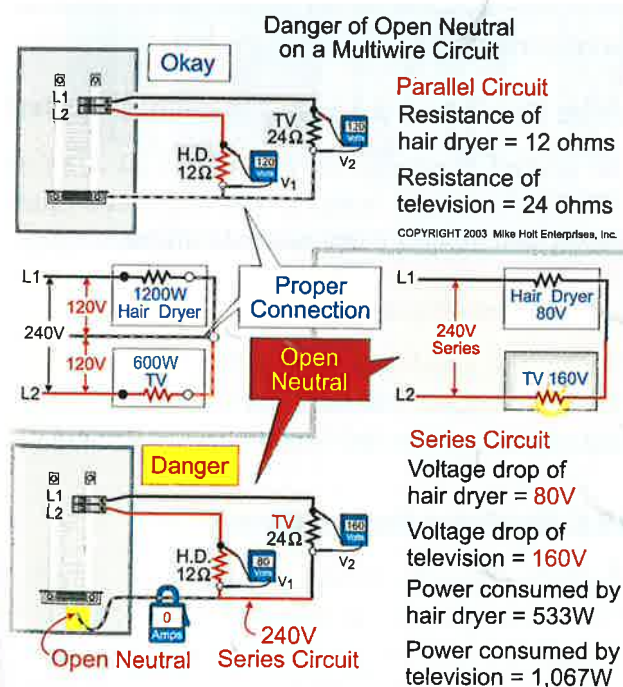 Danger of Open Neutral
on a Multiwire Circuit
Okay
L1
L2
H.D.
12Ω
120
Volts
V1
TV
24Ω
120
Volts
V2
Parallel Circuit
Resistance of
hair dryer = 12 ohms
Resistance of
television = 24 ohms
COPYRIGHT 2003 Mike Holt Enterprises, Inc.
L1
120V
240V
120V
L2
1200W
Hair Dryer
600W
TV
Proper
Connection
Open
Neutral
L1
240V
Series
L2
Hair Dryer
80V
TV 160V
Danger
L1
L2
H.D.
12Ω
80
Volts
V1
TV
24Ω
160
Volts
V2
0
Amps
Open Neutral
240V
Series Circuit
Series Circuit
Voltage drop of
hair dryer = 80V
Voltage drop of
television = 160V
Power consumed by
hair dryer = 533W
Power consumed by
television = 1,067W